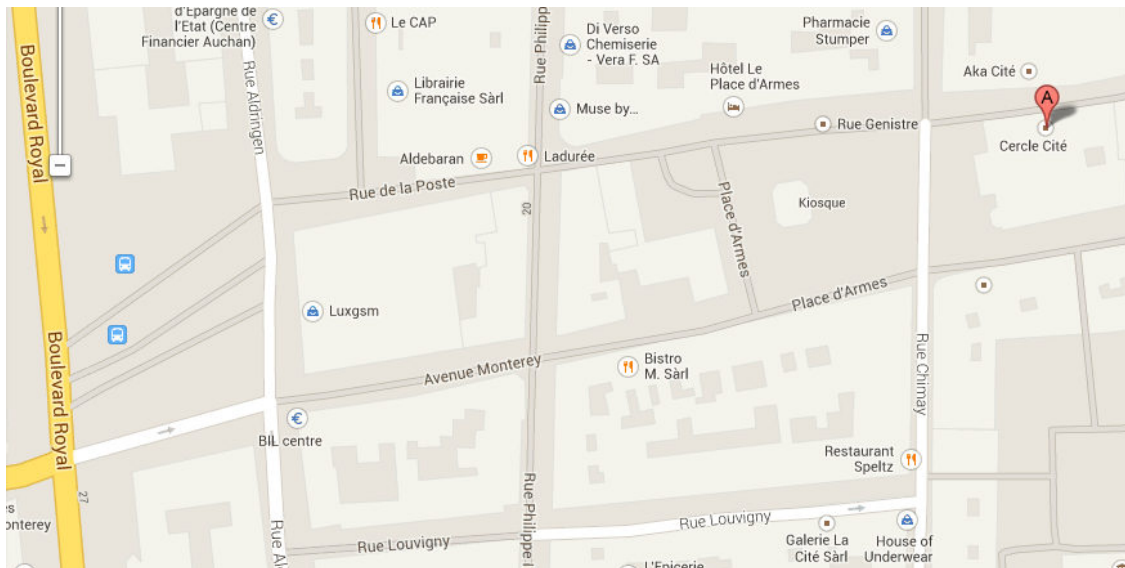 d'Epargne de
l'Etat (Centre
Financier Auchan)
Le CAP
Rue Philipp
Di Verso
Chemiserie
- Vera F. SA
Pharmacie
Stumper
Boulevard Royal
Rue Aldringen
Librairie
Française Sàrl
Muse by...
Hôtel Le
Place d'Armes
Aka Cité
A
Rue Genistre
Cercle Cité
Aldebaran
Ladurée
Rue de la Poste
20
Place d'Armes
Kiosque
Luxgsm
Place d'Armes
Boulevard Royal
Avenue Monterey
Bistro
M. Sàrl
Rue Chimay
BIL centre
Restaurant
Speltz
27
es
onterey
Rue Al
Rue Philippe I
Rue Louvigny
Rue Louvigny
Galerie La
Cité Sàrl
House of
Underwear
L'Epicerie